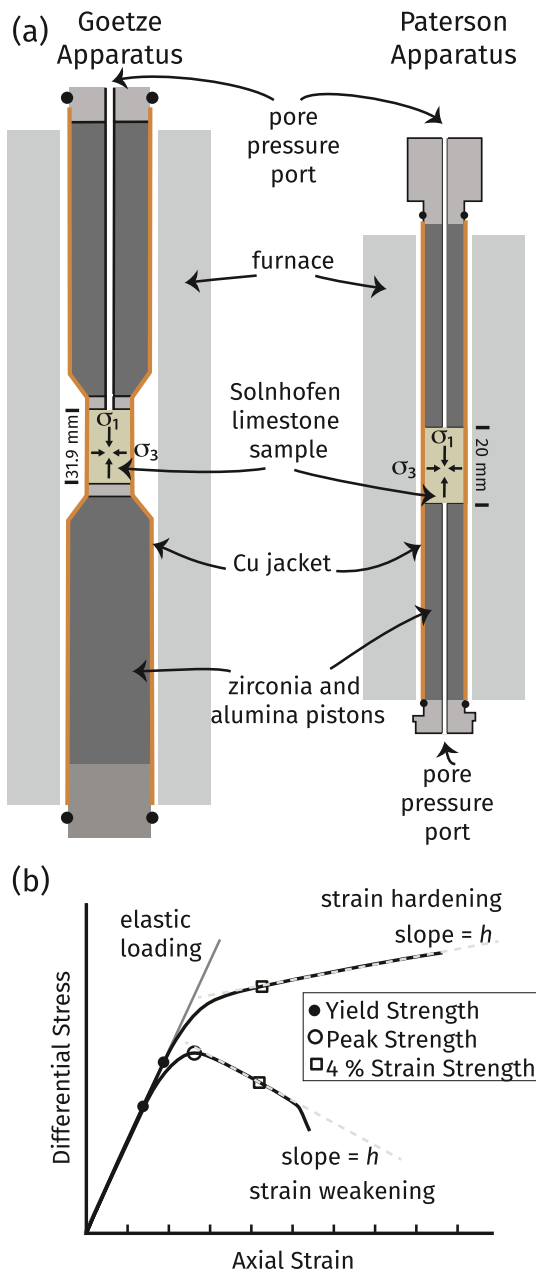 (a)
Goetze
Apparatus
Paterson
Apparatus
pore
pressure
port
furnace
Solnhofen
limestone
sample
31.9 mm
σ₁
σ₃
σ₁
σ₃
20 mm
Cu jacket
zirconia and
alumina pistons
pore
pressure
port
(b)
strain hardening
slope = h
elastic
loading
Yield Strength
Peak Strength
4 % Strain Strength
slope = h
strain weakening
Differential Stress
Axial Strain